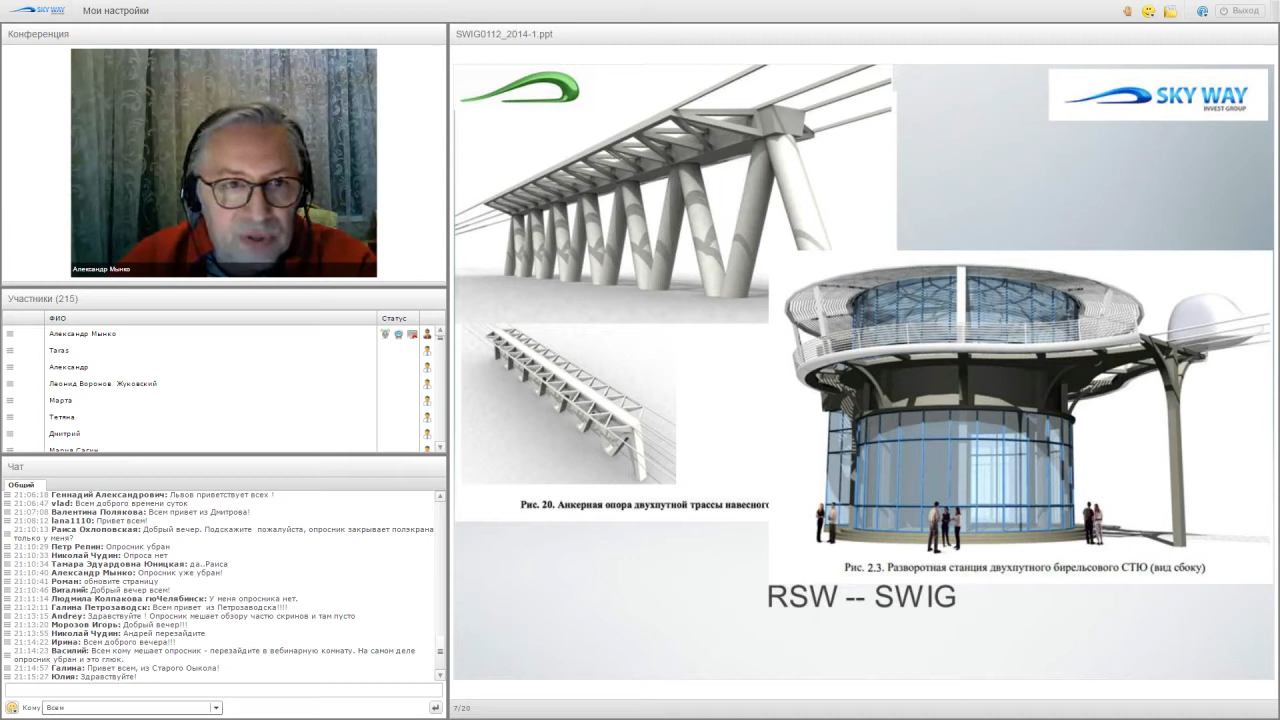 SKY WAY
Мои настройки
Выход
Конференция
SWIG0112_2014-1.ppt
Александр Мынко
SKY WAY
INVEST GROUP
Участники (215)
ФИО
Статус
Александр Мынко
Taras
Александр
Леонид Воронов Жуковский
Марта
Тетяна
Дмитрий
Мария Сагин
Чат
Общий
21:06:18 Геннадий Александрович: Львов приветствует всех !
21:06:47 vlad: Всем доброго времени суток
21:07:08 Валентина Полякова: Всем привет из Дмитрова!
21:08:12 lana1110: Привет всем!
21:10:13 Раиса Охлоповская: Добрый вечер. Подскажите пожалуйста, опросник закрывает полэкрана
только у меня?
21:10:29 Петр Репин: Опросник убран
21:10:33 Николай Чудин: Опроса нет
21:10:34 Тамара Эдуардовна Юницкая: да..Раиса
21:10:40 Александр Мынко: Опросник уже убран!
21:10:41 Роман: обновите страницу
21:10:46 Виталий: Добрый вечер всем!
21:11:14 Людмила Колпакова гюЧелябинск: У меня опросника нет.
21:12:11 Галина Петрозаводск: Всем привет из Петрозаводска!!!!
21:13:15 Andrey: Здравствуйте ! Опросник мешает обзору частью скринов и там пусто
21:13:20 Морозов Игорь: Добрый вечер!!!
21:13:55 Николай Чудин: Андрей перезайдите
21:14:22 Ирина: Всем доброго вечера!!!
21:14:23 Василий: Всем кому мешает опросник - перезайдите в вебинарную комнату. На самом деле
опросник убран и это глюк.
21:14:57 Галина: Привет всем, из Старого Оыкола!
21:15:27 Юлия: Здравствуйте!
Кому
Всем
Рис. 20. Анкерная опора двухпутной трассы навесного
Рис. 2.3. Разворотная станция двухпутного бирельсового СТЮ (вид сбоку)
RSW -- SWIG
7/20